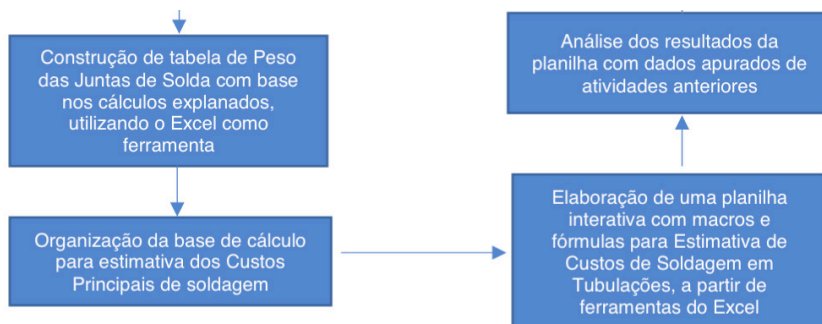 Construção de tabela de Peso
das Juntas de Solda com base
nos cálculos explanados,
utilizando o Excel como
ferramenta
Organização da base de cálculo
para estimativa dos Custos
Principais de soldagem
Elaboração de uma planilha
interativa com macros e
fórmulas para Estimativa de
Custos de Soldagem em
Tubulações, a partir de
ferramentas do Excel
Análise dos resultados da
planilha com dados apurados de
atividades anteriores